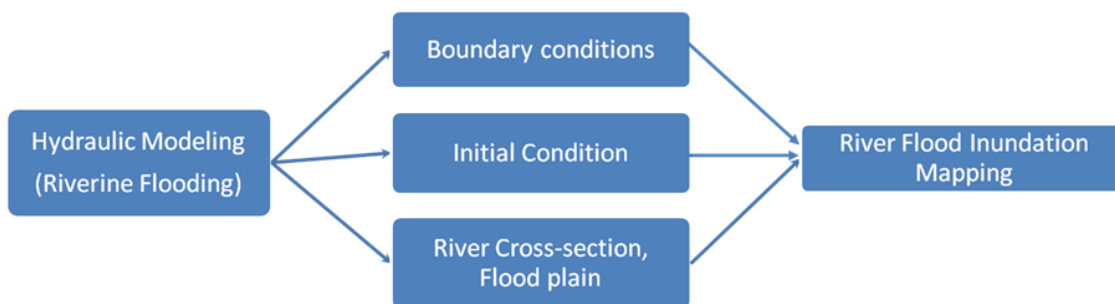 Hydraulic Modeling
(Riverine Flooding)
Boundary conditions
Initial Condition
River Cross-section,
Flood plain
River Flood Inundation
Mapping